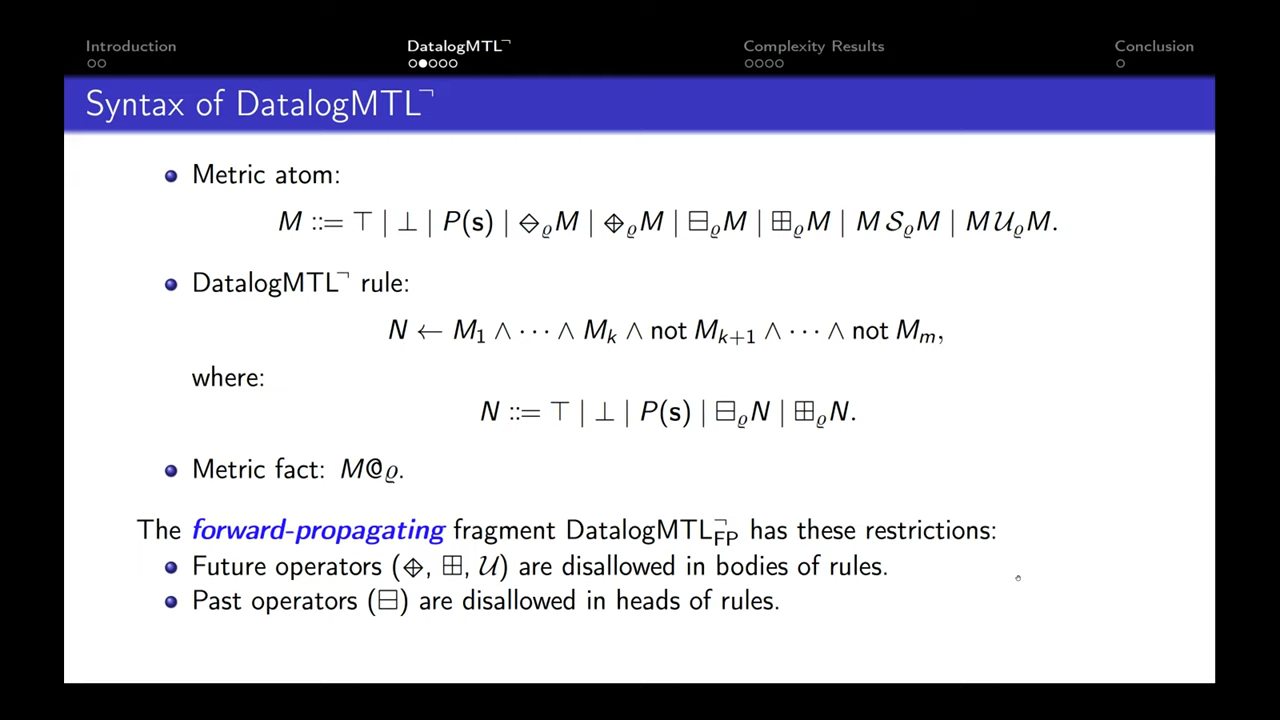 Introduction DatalogMTL¬ Complexity Results Conclusion
Syntax of DatalogMTL¬
Metric atom:
M ::= ⊤ | ⊥ | P(s) | ⟐ϱM | ⟴ϱM | ⊟ϱM | ⊞ϱM | M 𝒮ϱM | M 𝒰ϱM.
DatalogMTL¬ rule:
N ← M₁ ∧ ⋯ ∧ Mₖ ∧ not Mₖ₊₁ ∧ ⋯ ∧ not Mₘ,
where:
N ::= ⊤ | ⊥ | P(s) | ⊟ϱN | ⊞ϱN.
Metric fact: M@ϱ.
The forward-propagating fragment DatalogMTL¬FP has these restrictions:
Future operators (⟴, ⊞, 𝒰) are disallowed in bodies of rules.
Past operators (⊟) are disallowed in heads of rules.